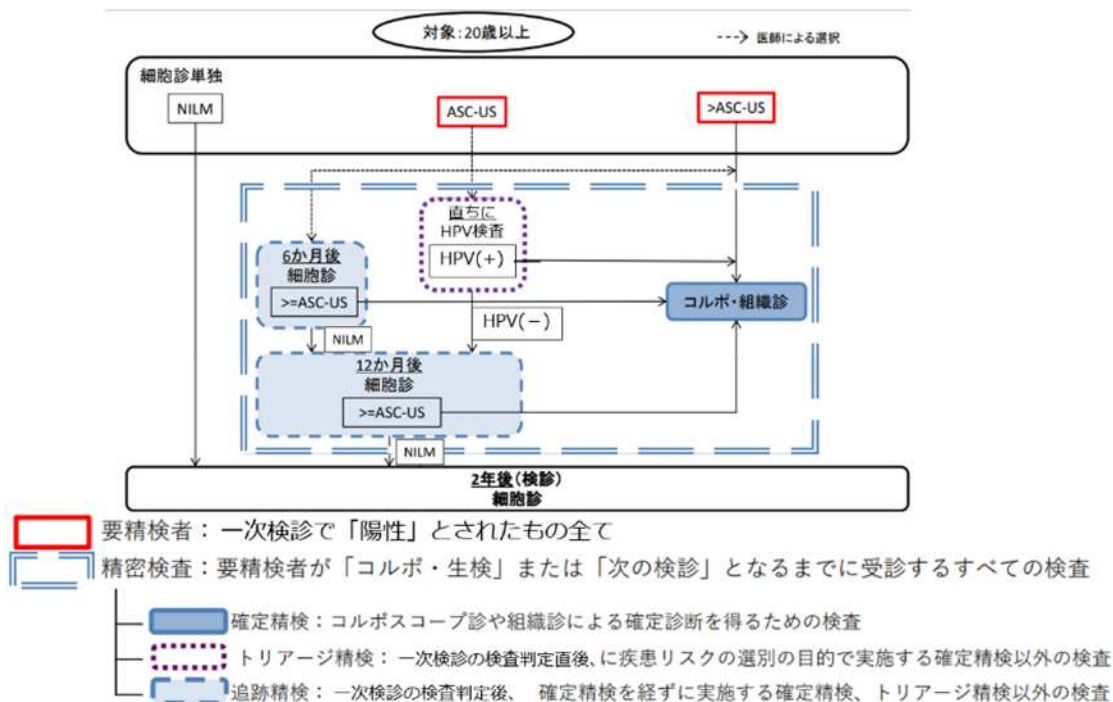 対象:20歳以上
---> 医師による選択
細胞診単独
NILM
ASC-US
>ASC-US
直ちに
HPV検査
HPV(+)
6か月後
細胞診
>=ASC-US
コルポ・組織診
HPV(-)
NILM
12か月後
細胞診
>=ASC-US
NILM
2年後(検診)
細胞診
要精検者: 一次検診で「陽性」とされたもの全て
精密検査:要精検者が「コルポ・生検」または「次の検診」となるまでに受診するすべての検査
確定精検:コルポスコープ診や組織診による確定診断を得るための検査
トリアージ精検: 一次検診の検査判定直後、に疾患リスクの選別の目的で実施する確定精検以外の検査
追跡精検: 一次検診の検査判定後、 確定精検を経ずに実施する確定精検、トリアージ精検以外の検査